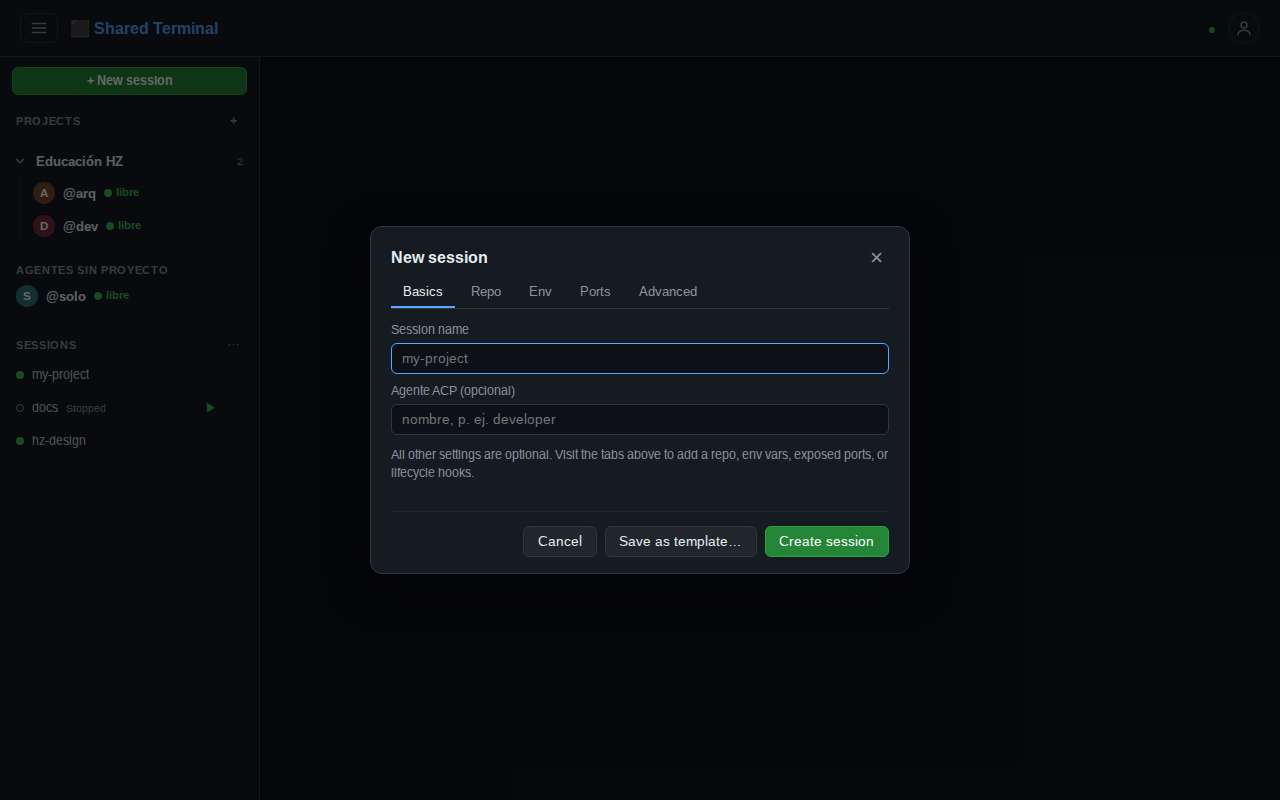 Shared Terminal
+ New session
PROJECTS +
Educación HZ 2
A @arq libre
D @dev libre
AGENTES SIN PROYECTO
S @solo libre
SESSIONS ...
my-project
docs Stopped
hz-design
New session ✕
Basics Repo Env Ports Advanced
Session name
my-project
Agente ACP (opcional)
nombre, p. ej. developer
All other settings are optional. Visit the tabs above to add a repo, env vars, exposed ports, or
lifecycle hooks.
Cancel Save as template... Create session